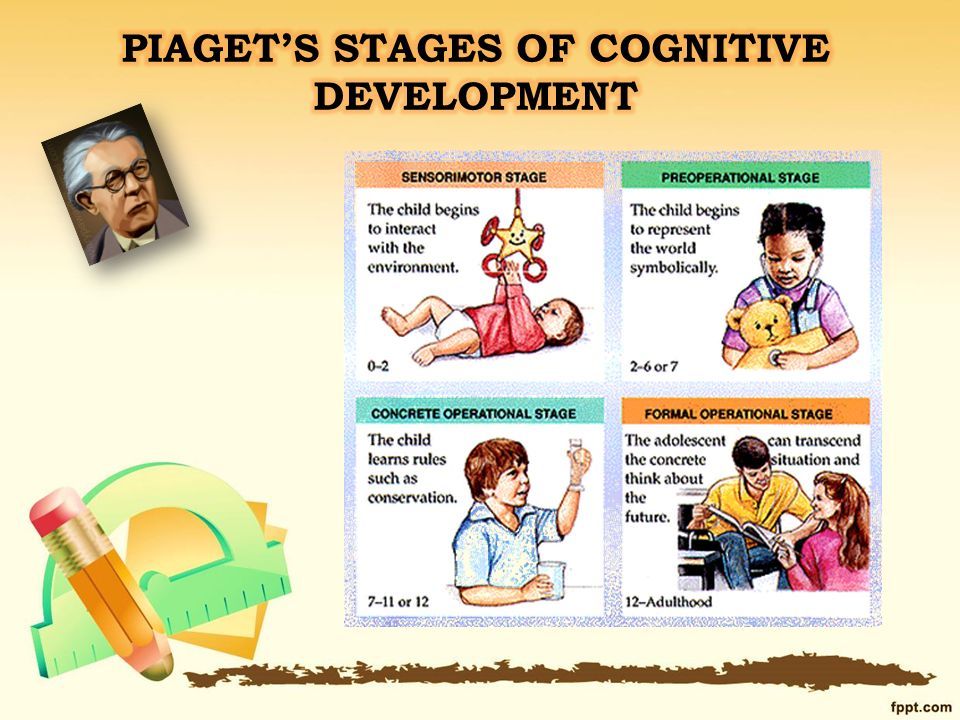 PIAGET’S STAGES OF COGNITIVE
DEVELOPMENT
SENSORIMOTOR STAGE
The child begins
to interact
with the
environment.
0–2
PREOPERATIONAL STAGE
The child begins
to represent
the world
symbolically.
2–6 or 7
CONCRETE OPERATIONAL STAGE
The child
learns rules
such as
conservation.
7–11 or 12
FORMAL OPERATIONAL STAGE
The adolescent can transcend
the concrete situation and
think about
the
future.
12–Adulthood
fppt.com